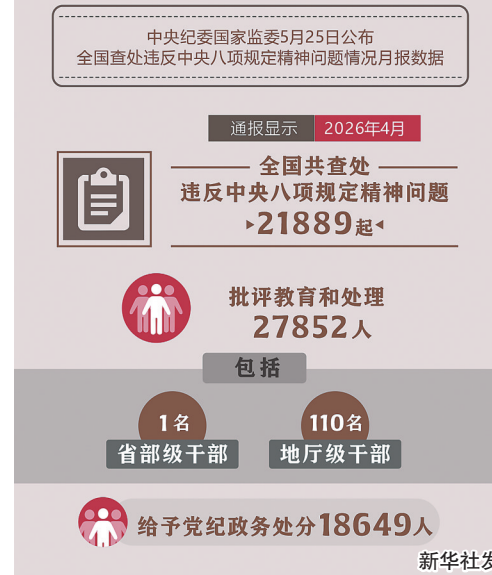 中央纪委国家监委5月25日公布
全国查处违反中央八项规定精神问题情况月报数据
通报显示 2026年4月
全国共查处
违反中央八项规定精神问题
21889起
批评教育和处理
27852人
包括
1名 110名
省部级干部 地厅级干部
给予党纪政务处分18649人
新华社发